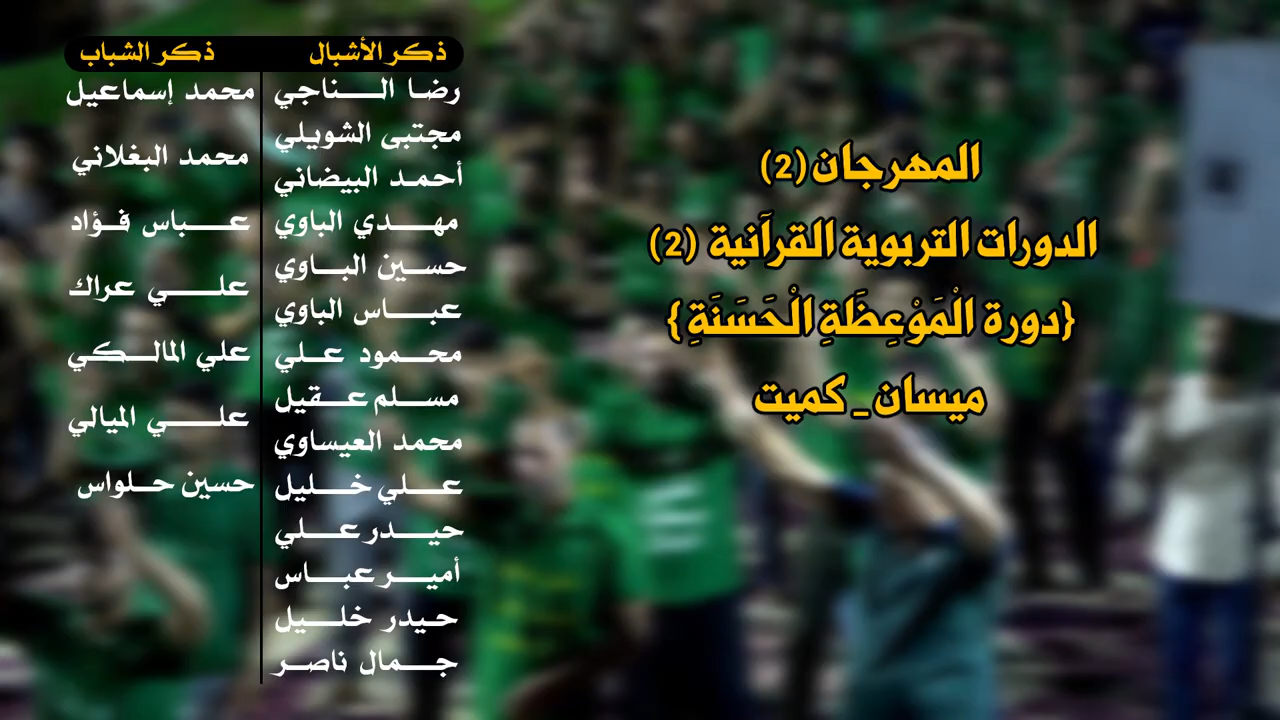 المهرجان (2)
الدورات التربوية القرآنية (2)
{دورة الْمَوْعِظَةِ الْحَسَنَةِ}
ميسان _ كميت
ذكر الأشبال
رضا الناجي
مجتبى الشويلي
أحمد البيضاني
مهدي الباوي
حسين الباوي
عباس الباوي
محمود علي
مسلم عقيل
محمد العيساوي
علي خليل
حيدر علي
أمير عباس
حيدر خليل
جمال ناصر
ذكر الشباب
محمد إسماعيل
محمد البغلاني
عباس فؤاد
علي عراك
علي المالكي
علي الميالي
حسين حلواس